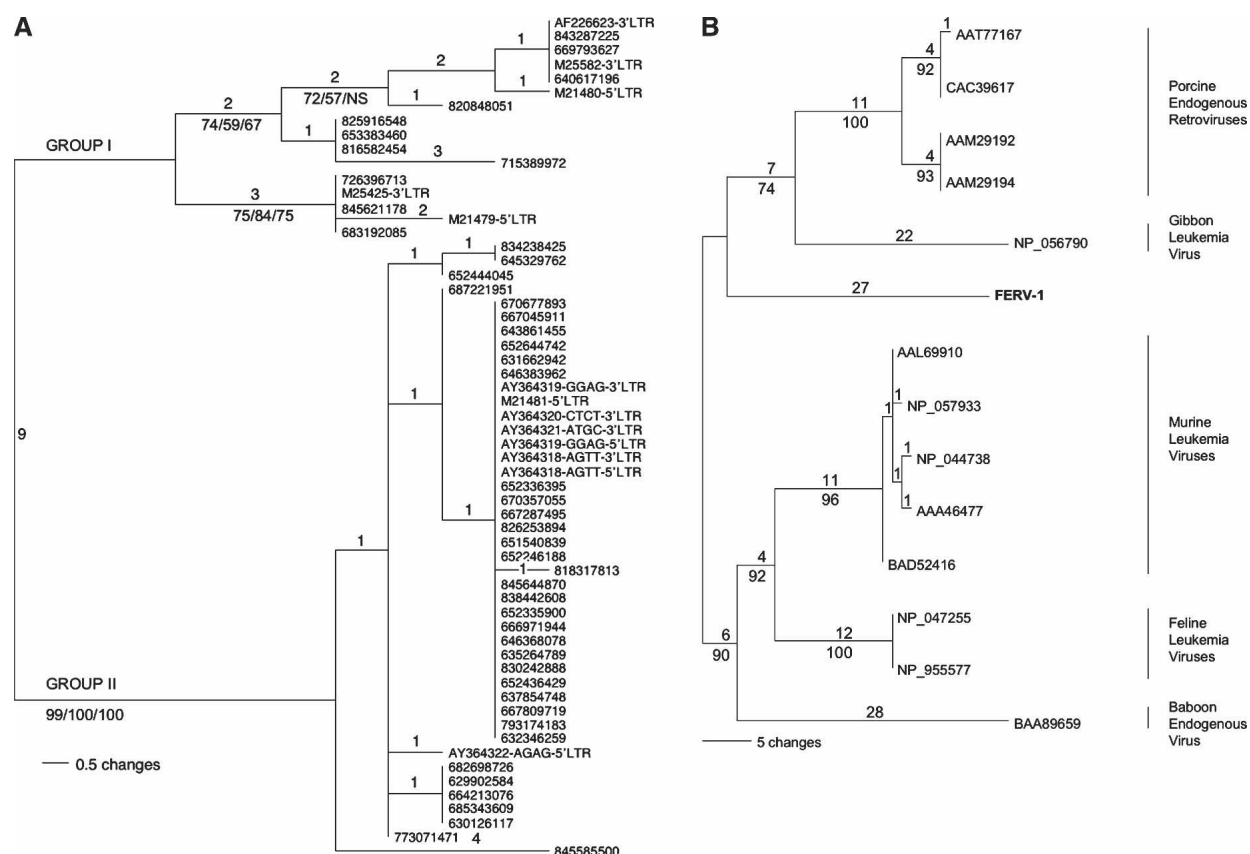 A
AF226623-3'LTR
1
843287225
669793627
2
M25582-3'LTR
640617196
2
1
M21480-5'LTR
72/57/NS
1
820848051
2
74/59/67
825916548
1
653383460
816582454
3
715389972
GROUP I
726396713
3
M25425-3'LTR
75/84/75
845621178
2
M21479-5'LTR
683192085
1
1
834238425
645329762
652444045
687221951
670677893
667045911
643861455
652644742
631662942
646383962
1
AY364319-GGAG-3'LTR
M21481-5'LTR
AY364320-CTCT-3'LTR
AY364321-ATGC-3'LTR
9
AY364319-GGAG-5'LTR
AY364318-AGTT-3'LTR
AY364318-AGTT-5'LTR
652336395
670357055
1
667287495
826253894
1
651540839
652246188
1
818317813
845644870
838442608
652335900
666971944
646368078
635264789
830242888
652436429
GROUP II
637854748
99/100/100
667809719
793174183
632346259
1
AY364322-AGAG-5'LTR
0.5 changes
682698726
1
629902584
664213076
685343609
630126117
773071471
4
845585500
B
1
AAT77167
4
92
CAC39617
11
100
AAM29192
4
93
AAM29194
Porcine
Endogenous
Retroviruses
7
74
22
NP_056790
Gibbon
Leukemia
Virus
27
FERV-1
AAL69910
1
1
NP_057933
1
NP_044738
1
1
AAA46477
11
96
BAD52416
Murine
Leukemia
Viruses
4
92
NP_047255
12
100
NP_955577
Feline
Leukemia
Viruses
6
90
28
BAA89659
Baboon
Endogenous
Virus
5 changes